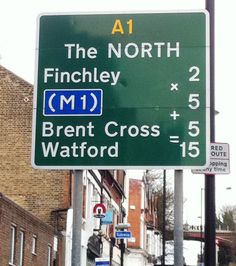 A1
The NORTH
Finchley 2
×
(M1) 5
+
Brent Cross 5
=
Watford 15
RED ROUTE